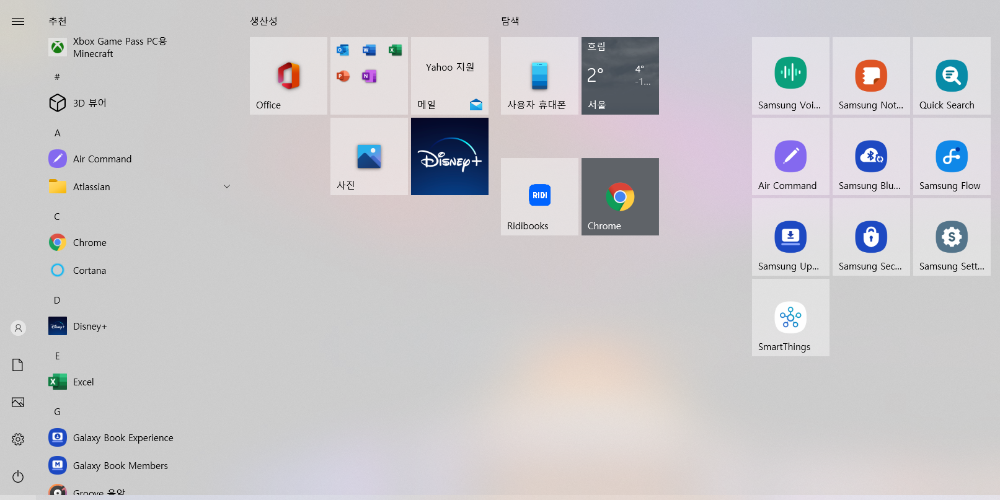 추천
Xbox Game Pass PC용
Minecraft
#
3D 뷰어
A
Air Command
Atlassian
C
Chrome
Cortana
D
Disney+
Disney+
E
X
Excel
G
Galaxy Book Experience
M
Galaxy Book Members
Groove 음악
생산성
Office
O
W
X
P
N
Yahoo 지원
메일
사진
Disney+
탐색
사용자 휴대폰
흐림
2°
4°
-1...
서울
RIDI
Ridibooks
Chrome
Samsung Voi...
Samsung Not...
Quick Search
Air Command
Samsung Blu...
Samsung Flow
Samsung Up...
Samsung Sec...
S
Samsung Sett...
SmartThings